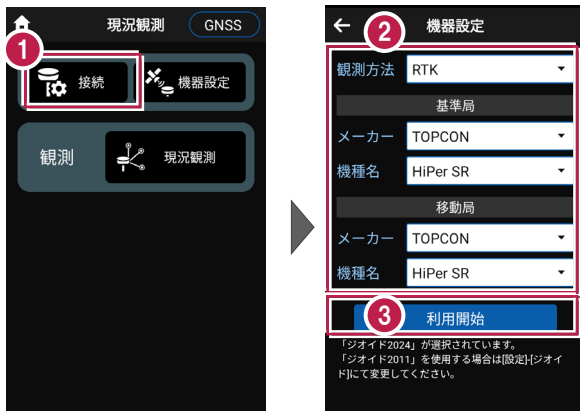 現況観測
GNSS
1
接続
機器設定
観測
現況観測
2
機器設定
観測方法 RTK
基準局
メーカー TOPCON
機種名 HiPer SR
移動局
メーカー TOPCON
機種名 HiPer SR
3
利用開始
「ジオイド2024」が選択されています。
「ジオイド2011」を使用する場合は[設定]-[ジオイ
ド]にて変更してください。